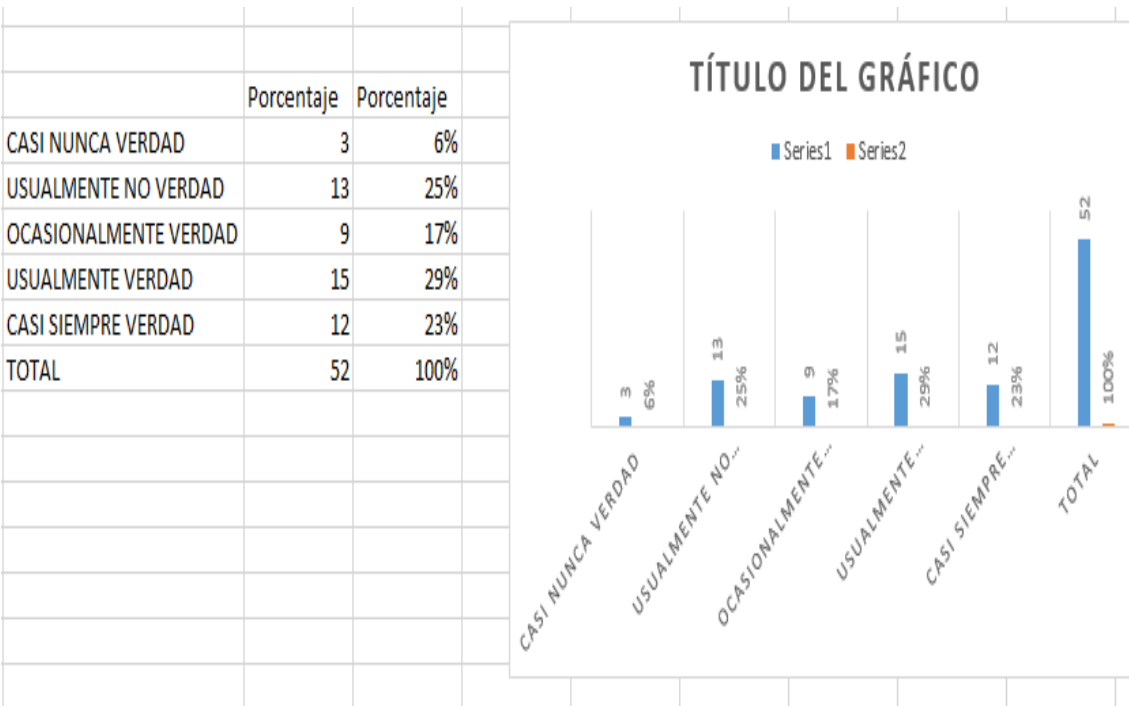 Porcentaje Porcentaje
CASI NUNCA VERDAD 3 6%
USUALMENTE NO VERDAD 13 25%
OCASIONALMENTE VERDAD 9 17%
USUALMENTE VERDAD 15 29%
CASI SIEMPRE VERDAD 12 23%
TOTAL 52 100%
TÍTULO DEL GRÁFICO
Series1 Series2
3 6%
13 25%
9 17%
15 29%
12 23%
52 100%
CASI NUNCA VERDAD
USUALMENTE NO…
OCASIONALMENTE…
USUALMENTE…
CASI SIEMPRE…
TOTAL